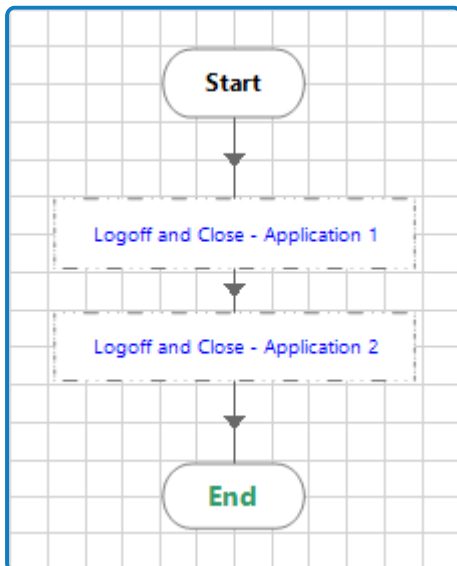 Start
Logoff and Close - Application 1
Logoff and Close - Application 2
End